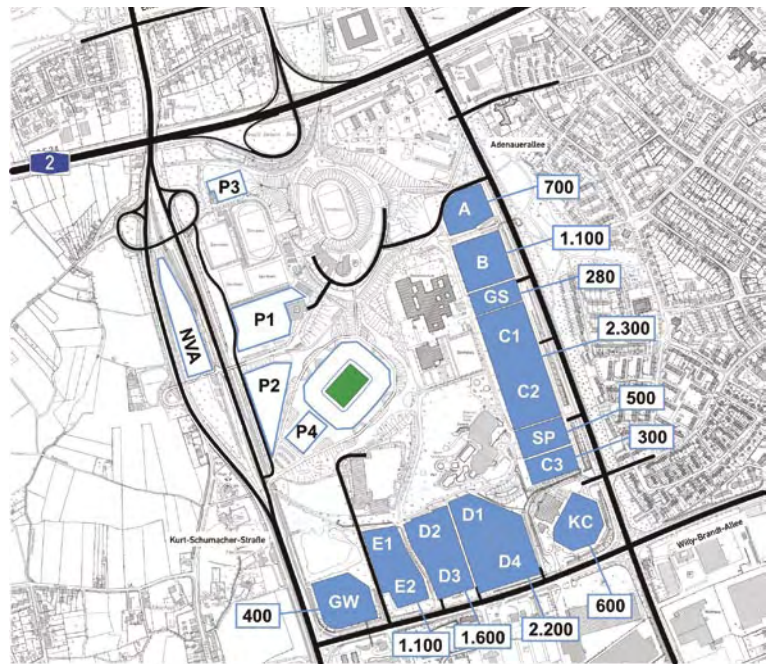 Adenauerallee
2
P3
A
700
B
1.100
GS
280
C1
2.300
NVA
P1
P2
C2
500
P4
SP
300
C3
D1
D2
KC
E1
Kurt-Schumacher-Straße
Willy-Brandt-Allee
D4
D3
E2
GW
600
400
2.200
1.600
1.100